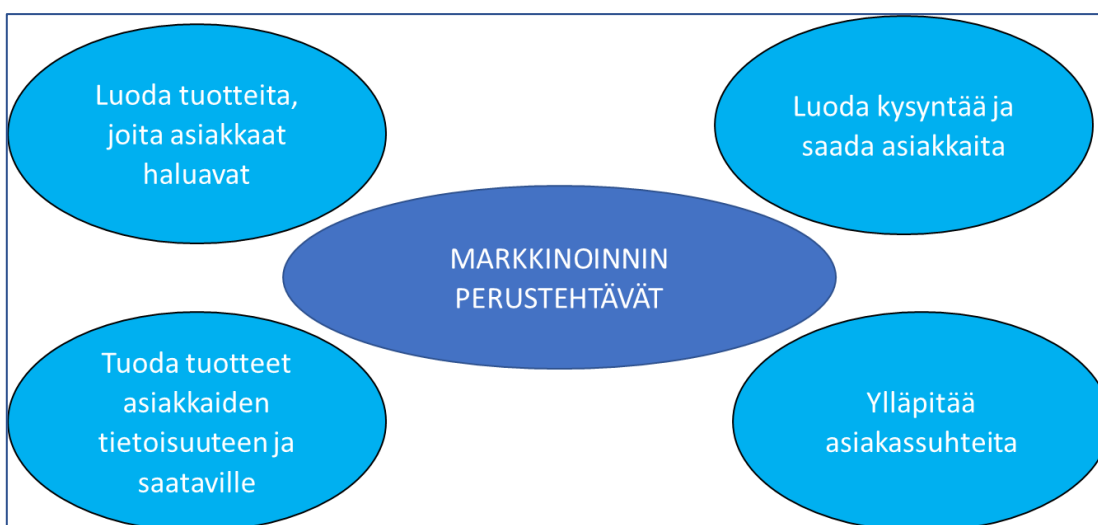 Luoda tuotteita,
joita asiakkaat
haluavat
Luoda kysyntää ja
saada asiakkaita
MARKKINOINNIN
PERUSTEHTÄVÄT
Tuoda tuotteet
asiakkaiden
tietoisuuteen ja
saataville
Ylläpitää
asiakassuhteita